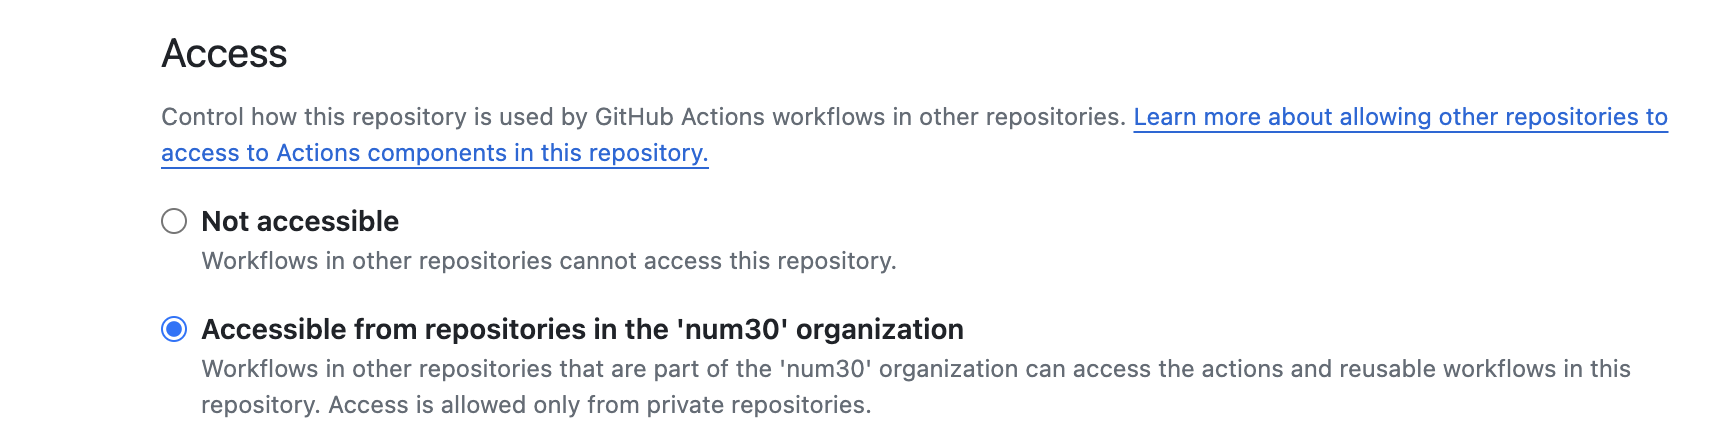 Access
Control how this repository is used by GitHub Actions workflows in other repositories. Learn more about allowing other repositories to
access to Actions components in this repository.
Not accessible
Workflows in other repositories cannot access this repository.
Accessible from repositories in the 'num30' organization
Workflows in other repositories that are part of the 'num30' organization can access the actions and reusable workflows in this
repository. Access is allowed only from private repositories.